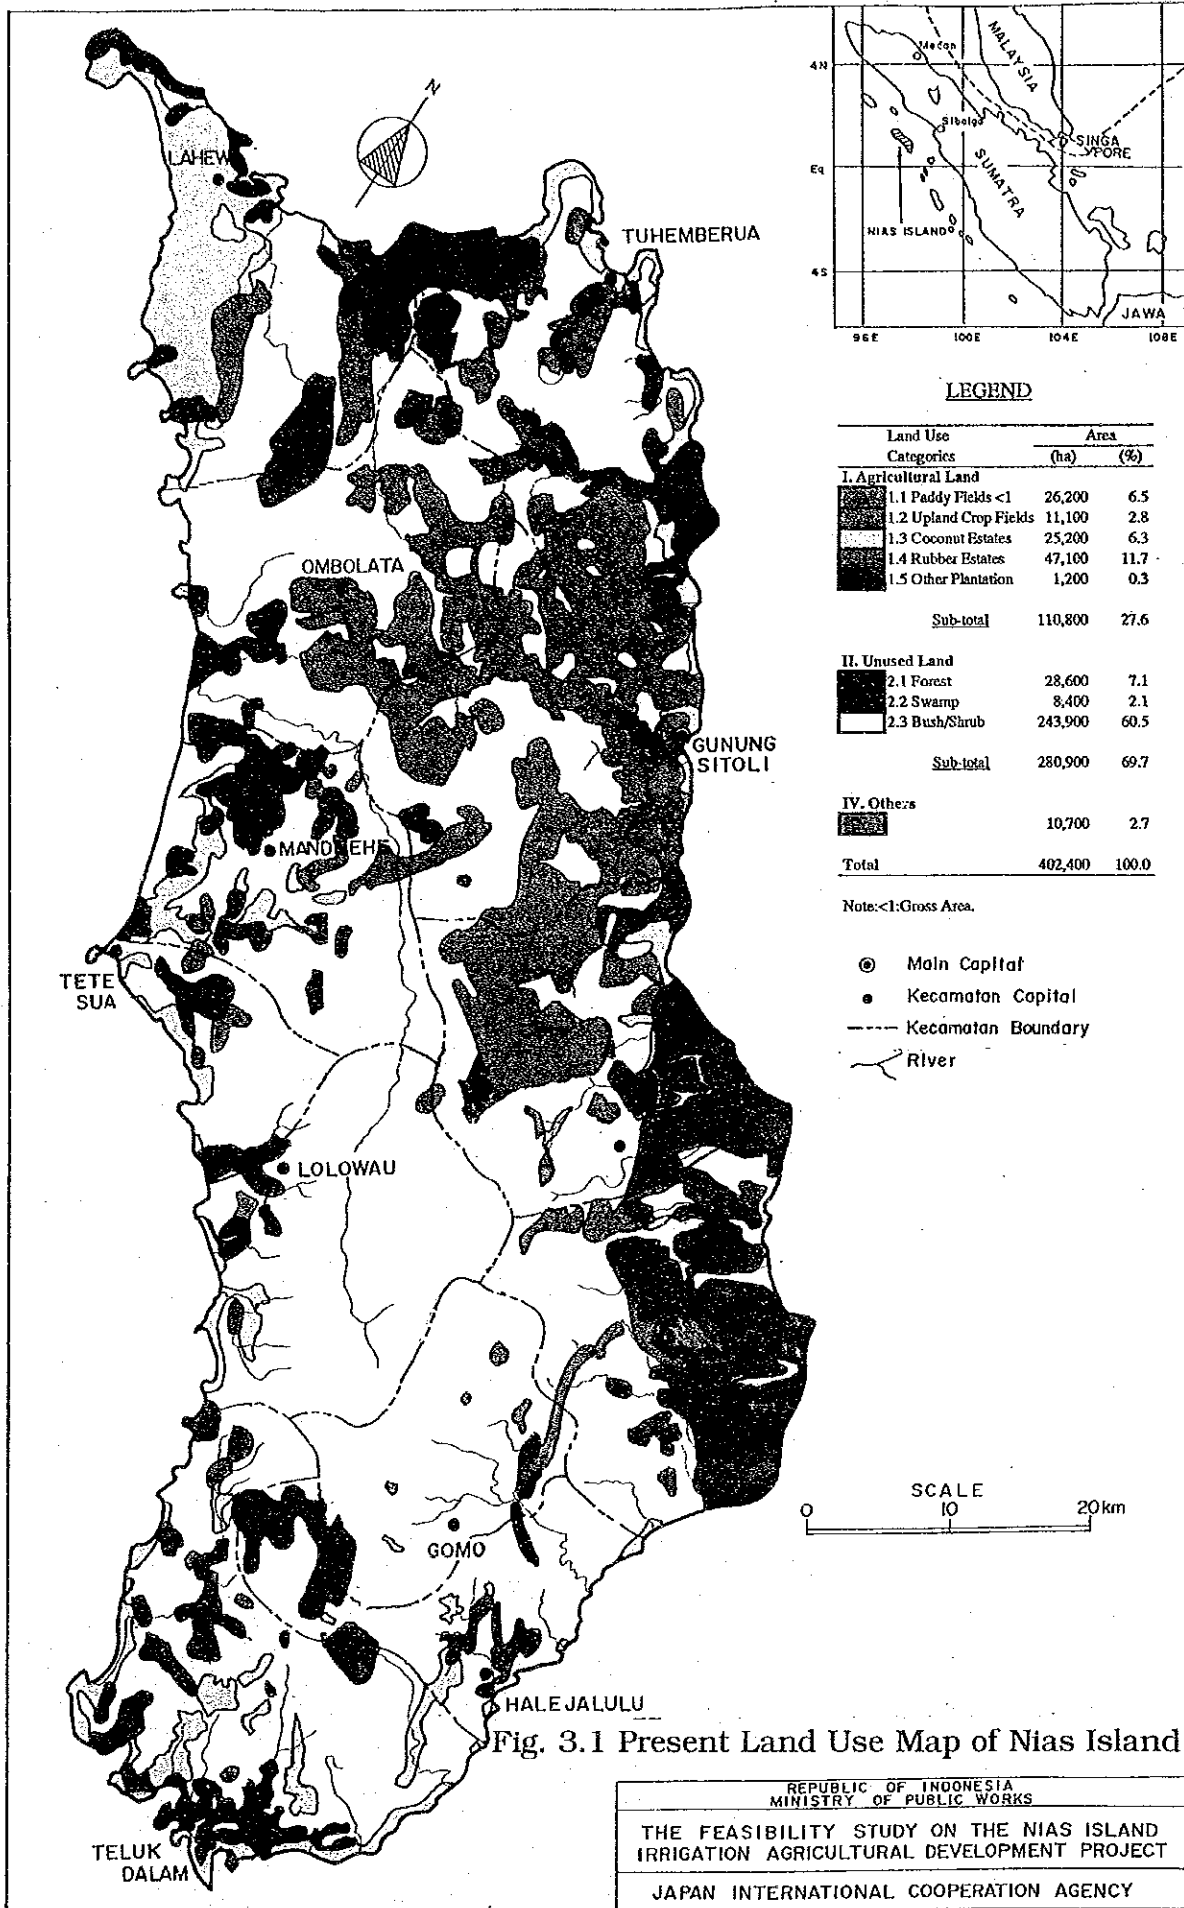 N
LAHEW
TUHEMBERUA
OMBOLATA
GUNUNG
SITOLI
MANDREHE
TETE
SUA
LOLOWAU
GOMO
HALEJALULU
TELUK
DALAM
4N
Eq
4S
96E 100E 104E 108E
Medan
MALAYSIA
Sibolga
SINGA
PORE
SUMATRA
NIAS ISLAND
JAWA
LEGEND
Land Use Area
Categories (ha) (%)
I. Agricultural Land
1.1 Paddy Fields <1 26,200 6.5
1.2 Upland Crop Fields 11,100 2.8
1.3 Coconut Estates 25,200 6.3
1.4 Rubber Estates 47,100 11.7
1.5 Other Plantation 1,200 0.3
Sub-total 110,800 27.6
II. Unused Land
2.1 Forest 28,600 7.1
2.2 Swamp 8,400 2.1
2.3 Bush/Shrub 243,900 60.5
Sub-total 280,900 69.7
IV. Others
10,700 2.7
Total 402,400 100.0
Note:<1:Gross Area.
Main Capital
Kecamatan Capital
Kecamatan Boundary
River
SCALE
0 10 20km
Fig. 3.1 Present Land Use Map of Nias Island
REPUBLIC OF INDONESIA
MINISTRY OF PUBLIC WORKS
THE FEASIBILITY STUDY ON THE NIAS ISLAND
IRRIGATION AGRICULTURAL DEVELOPMENT PROJECT
JAPAN INTERNATIONAL COOPERATION AGENCY